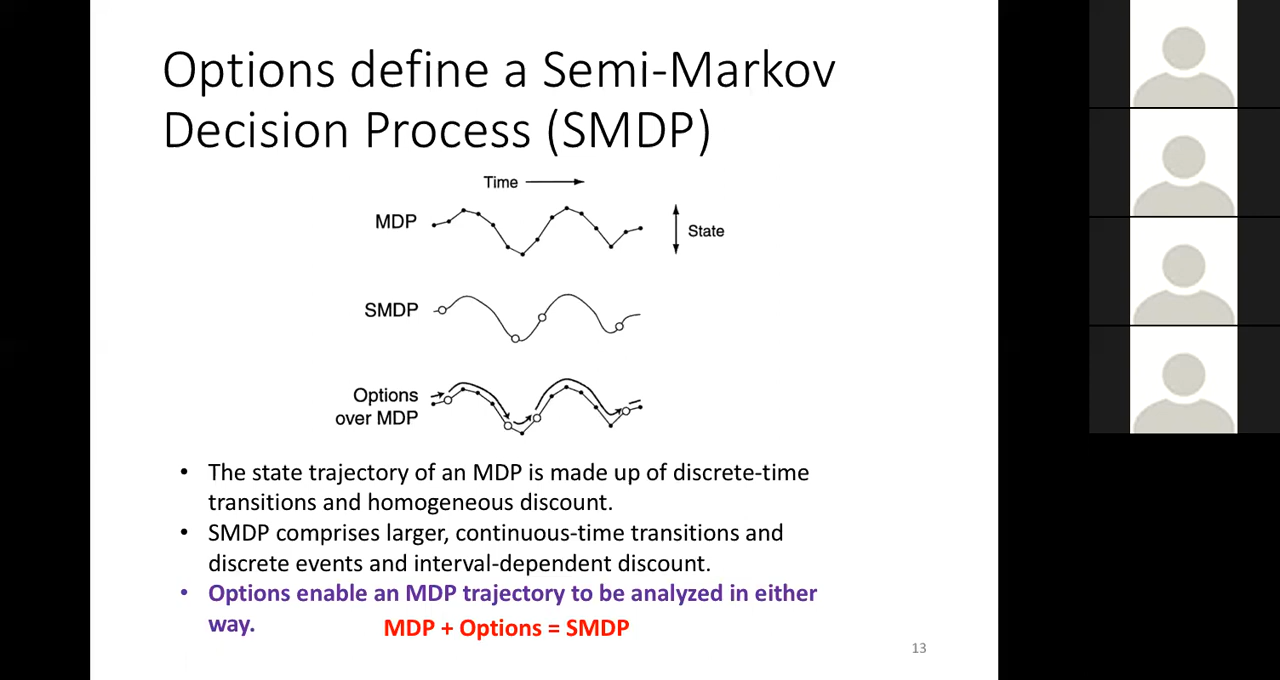 Options define a Semi-Markov
Decision Process (SMDP)
Time
MDP
State
SMDP
Options
over MDP
• The state trajectory of an MDP is made up of discrete-time
transitions and homogeneous discount.
• SMDP comprises larger, continuous-time transitions and
discrete events and interval-dependent discount.
• Options enable an MDP trajectory to be analyzed in either
way.
MDP + Options = SMDP
13